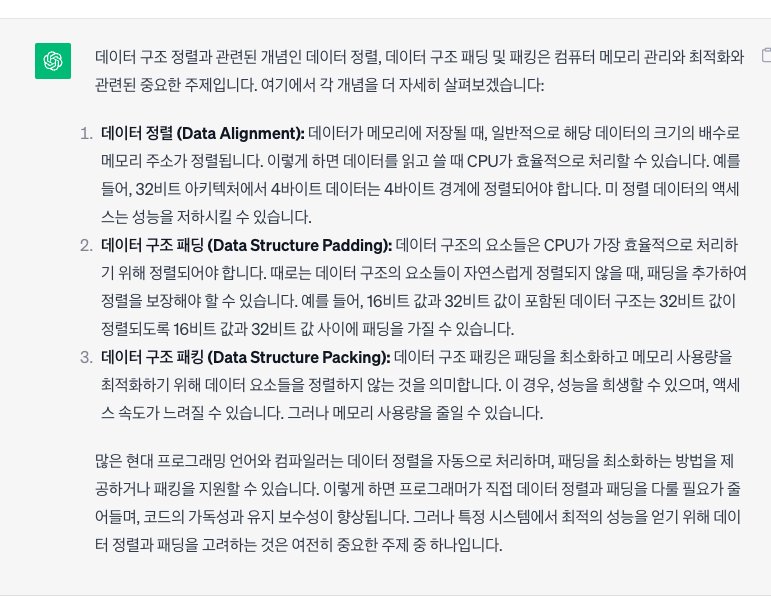 데이터 구조 정렬과 관련된 개념인 데이터 정렬, 데이터 구조 패딩 및 패킹은 컴퓨터 메모리 관리와 최적화와
관련된 중요한 주제입니다. 여기에서 각 개념을 더 자세히 살펴보겠습니다:
1. 데이터 정렬 (Data Alignment): 데이터가 메모리에 저장될 때, 일반적으로 해당 데이터의 크기의 배수로
메모리 주소가 정렬됩니다. 이렇게 하면 데이터를 읽고 쓸 때 CPU가 효율적으로 처리할 수 있습니다. 예를
들어, 32비트 아키텍처에서 4바이트 데이터는 4바이트 경계에 정렬되어야 합니다. 미 정렬 데이터의 액세
스는 성능을 저하시킬 수 있습니다.
2. 데이터 구조 패딩 (Data Structure Padding): 데이터 구조의 요소들은 CPU가 가장 효율적으로 처리하
기 위해 정렬되어야 합니다. 때로는 데이터 구조의 요소들이 자연스럽게 정렬되지 않을 때, 패딩을 추가하여
정렬을 보장해야 할 수 있습니다. 예를 들어, 16비트 값과 32비트 값이 포함된 데이터 구조는 32비트 값이
정렬되도록 16비트 값과 32비트 값 사이에 패딩을 가질 수 있습니다.
3. 데이터 구조 패킹 (Data Structure Packing): 데이터 구조 패킹은 패딩을 최소화하고 메모리 사용량을
최적화하기 위해 데이터 요소들을 정렬하지 않는 것을 의미합니다. 이 경우, 성능을 희생할 수 있으며, 액세
스 속도가 느려질 수 있습니다. 그러나 메모리 사용량을 줄일 수 있습니다.
많은 현대 프로그래밍 언어와 컴파일러는 데이터 정렬을 자동으로 처리하며, 패딩을 최소화하는 방법을 제
공하거나 패킹을 지원할 수 있습니다. 이렇게 하면 프로그래머가 직접 데이터 정렬과 패딩을 다룰 필요가 줄
어들며, 코드의 가독성과 유지 보수성이 향상됩니다. 그러나 특정 시스템에서 최적의 성능을 얻기 위해 데이
터 정렬과 패딩을 고려하는 것은 여전히 중요한 주제 중 하나입니다.